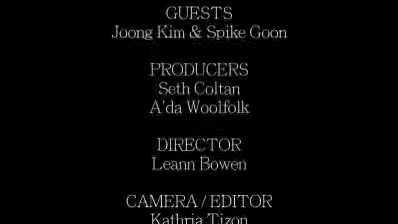 GUESTS
Joong Kim & Spike Goon
PRODUCERS
Seth Coltan
A'da Woolfolk
DIRECTOR
Leann Bowen
CAMERA / EDITOR
Kathria Tizon